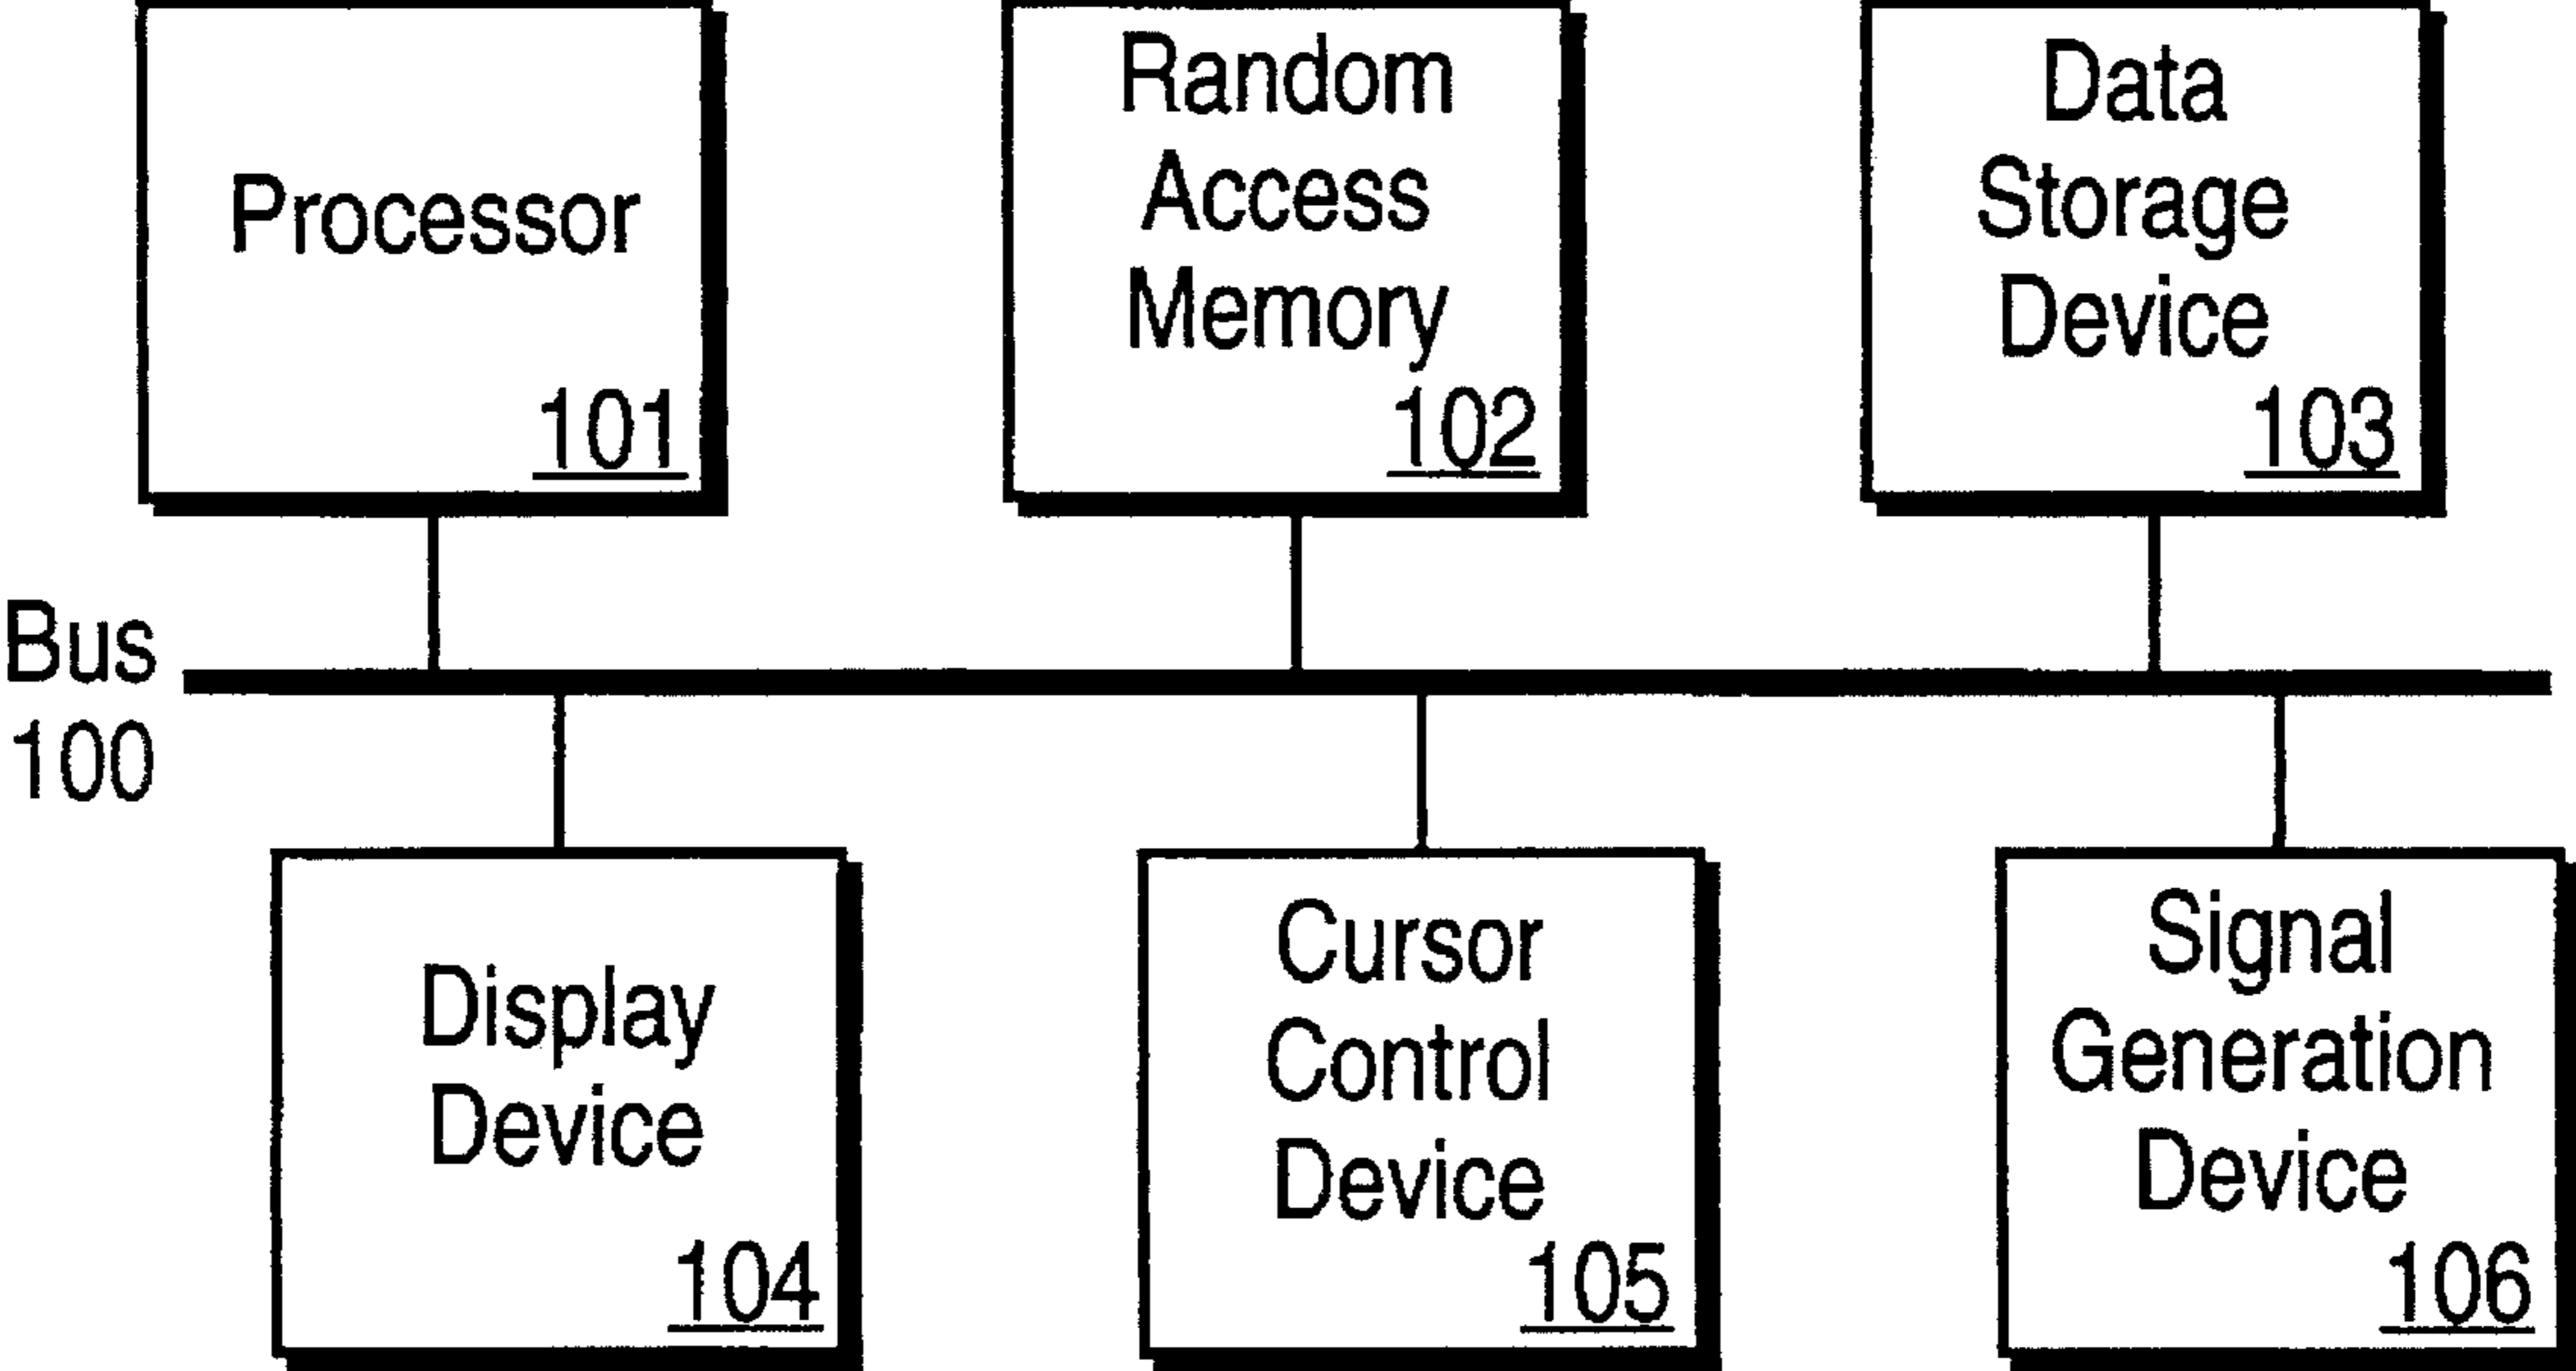 Processor
101
Random
Access
Memory
102
Data
Storage
Device
103
Bus
100
Display
Device
104
Cursor
Control
Device
105
Signal
Generation
Device
106